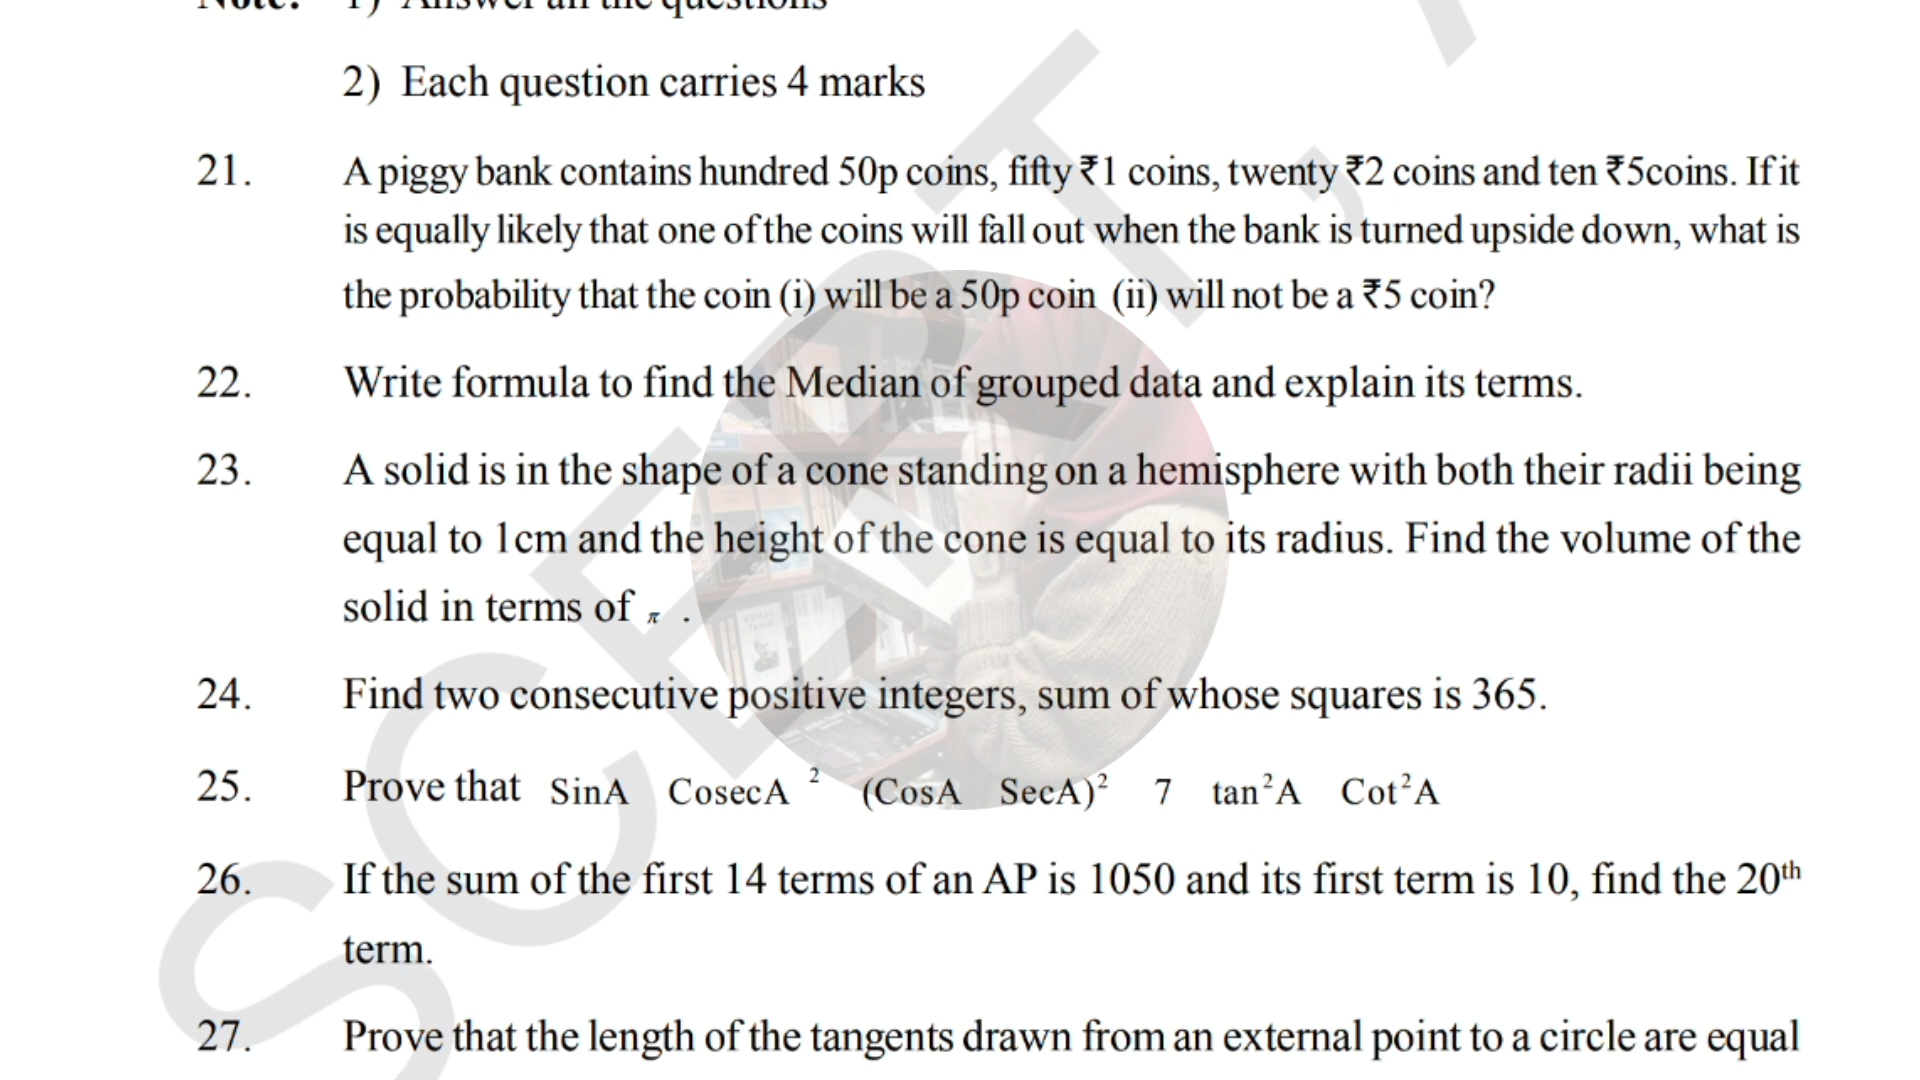 Note: 1) Answer all the questions
2) Each question carries 4 marks
21. A piggy bank contains hundred 50p coins, fifty ₹1 coins, twenty ₹2 coins and ten ₹5coins. If it
is equally likely that one of the coins will fall out when the bank is turned upside down, what is
the probability that the coin (i) will be a 50p coin (ii) will not be a ₹5 coin?
22. Write formula to find the Median of grouped data and explain its terms.
23. A solid is in the shape of a cone standing on a hemisphere with both their radii being
equal to 1cm and the height of the cone is equal to its radius. Find the volume of the
solid in terms of π .
24. Find two consecutive positive integers, sum of whose squares is 365.
25. Prove that SinA CosecA ² (CosA SecA)² 7 tan²A Cot²A
26. If the sum of the first 14 terms of an AP is 1050 and its first term is 10, find the 20th
term.
27. Prove that the length of the tangents drawn from an external point to a circle are equal
SCERT,